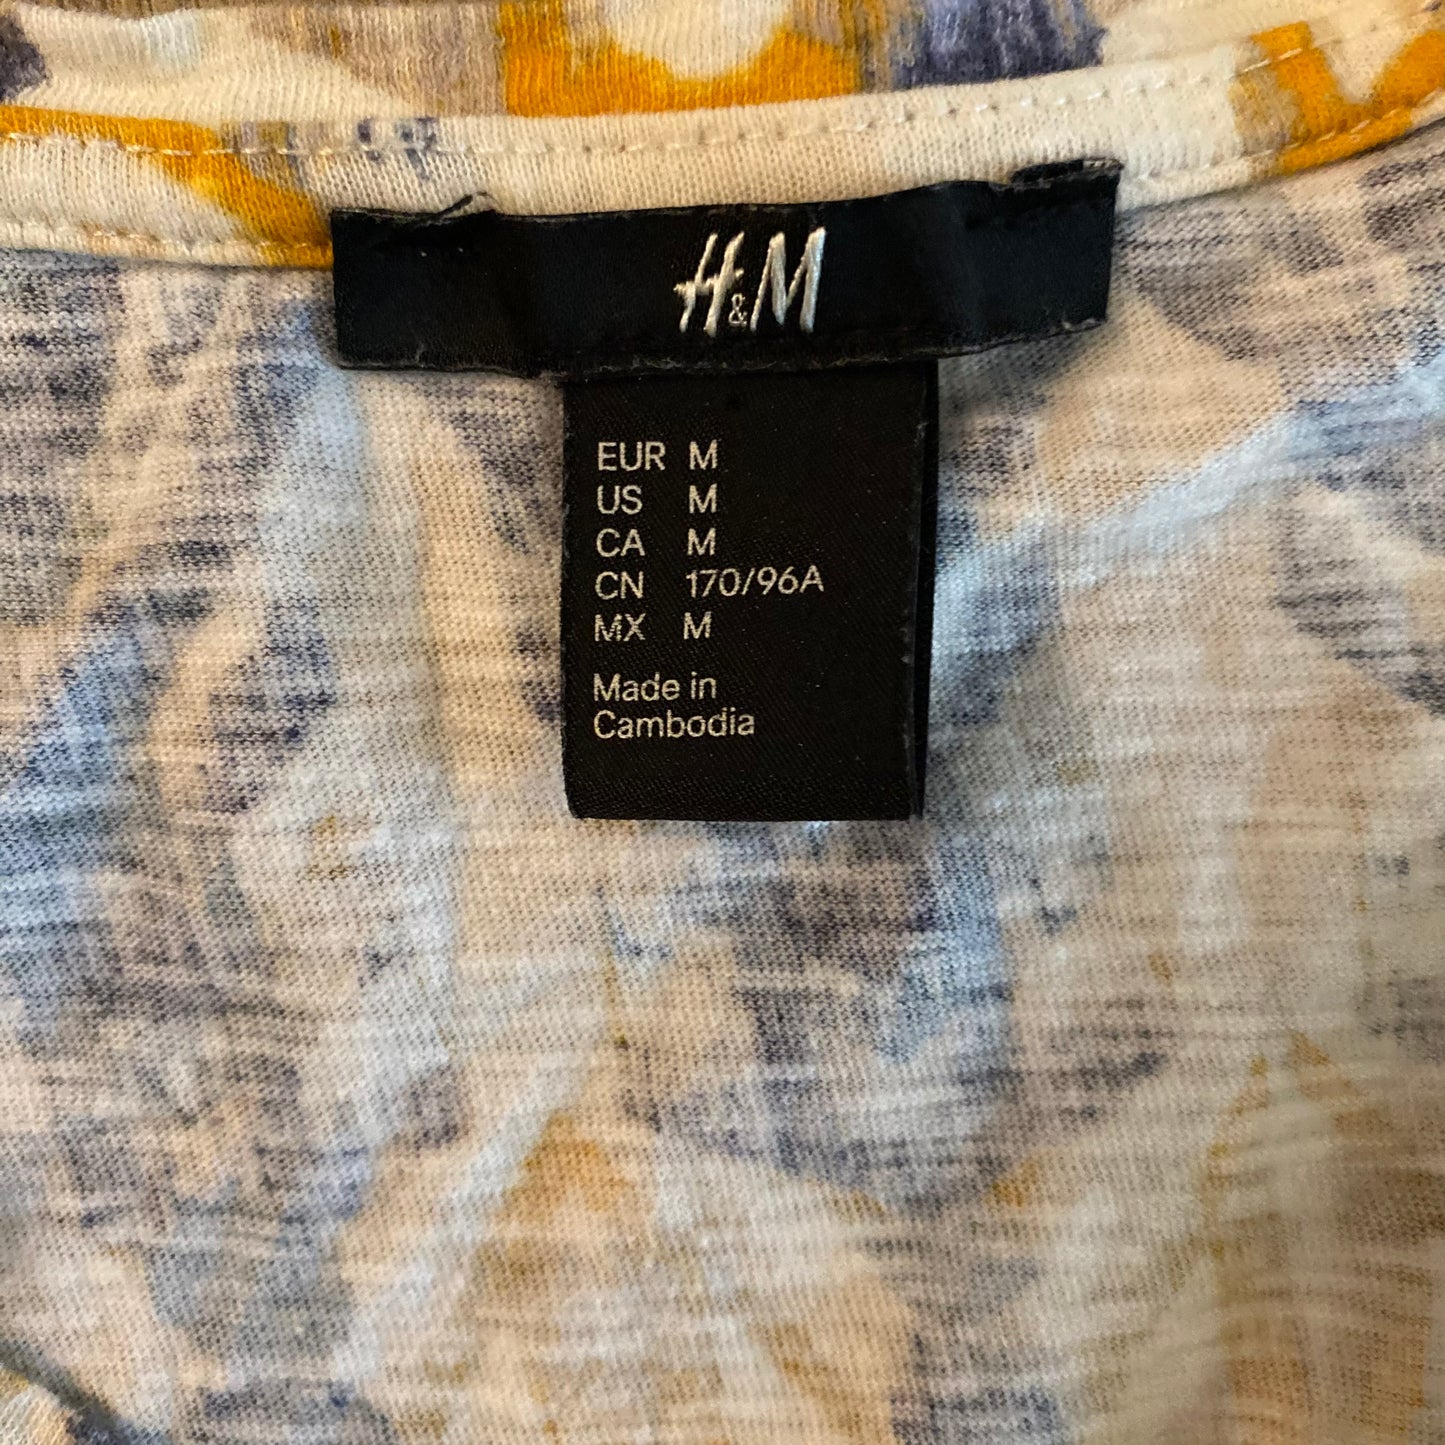 H&M
EUR M
US M
CA M
CN 170/96A
MX M
Made in
Cambodia